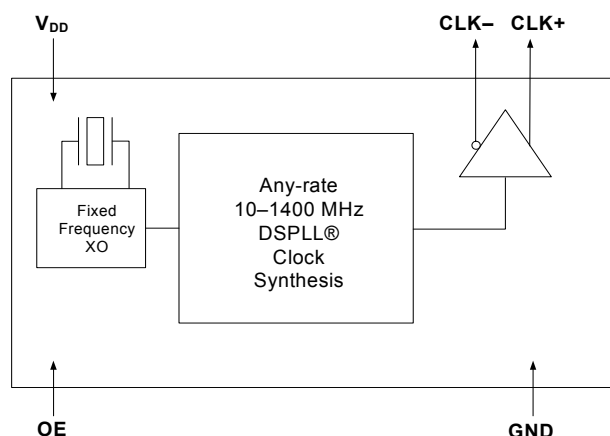 VDD
CLK– CLK+
Fixed
Frequency
XO
Any-rate
10–1400 MHz
DSPLL®
Clock
Synthesis
OE
GND